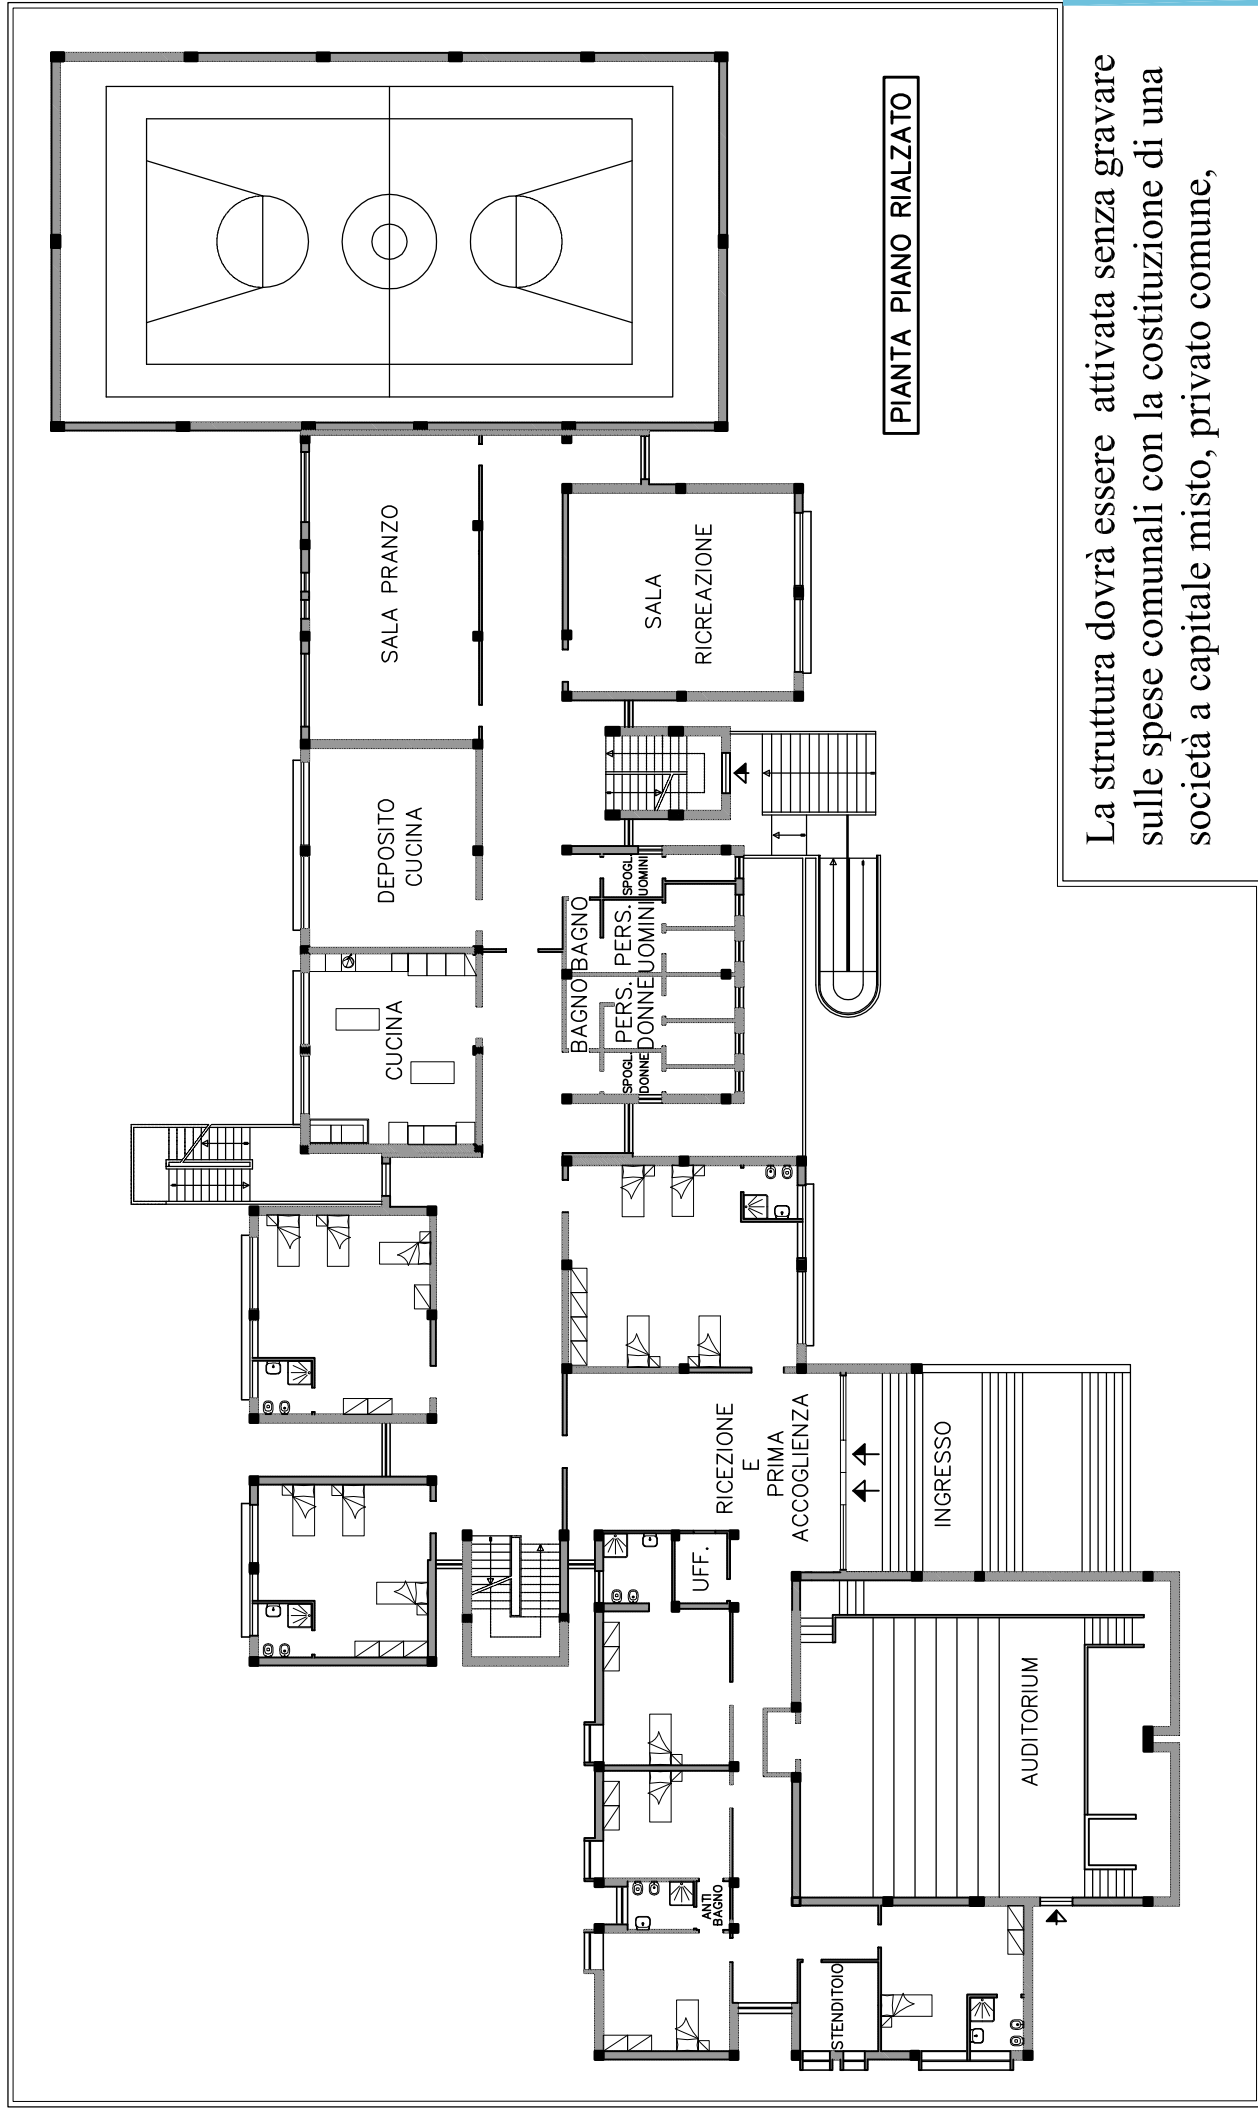 PIANTA PIANO RIALZATO
La struttura dovrà essere  attivata senza gravare
sulle spese comunali con la costituzione di una
società a capitale misto, privato comune,
SALA PRANZO
SALA
RICREAZIONE
DEPOSITO
CUCINA
CUCINA
BAGNO
PERS.
UOMINI
SPOGL.
UOMINI
BAGNO
PERS.
DONNE
SPOGL.
DONNE
RICEZIONE
E
PRIMA
ACCOGLIENZA
INGRESSO
UFF.
AUDITORIUM
ANTI
BAGNO
STENDITOIO